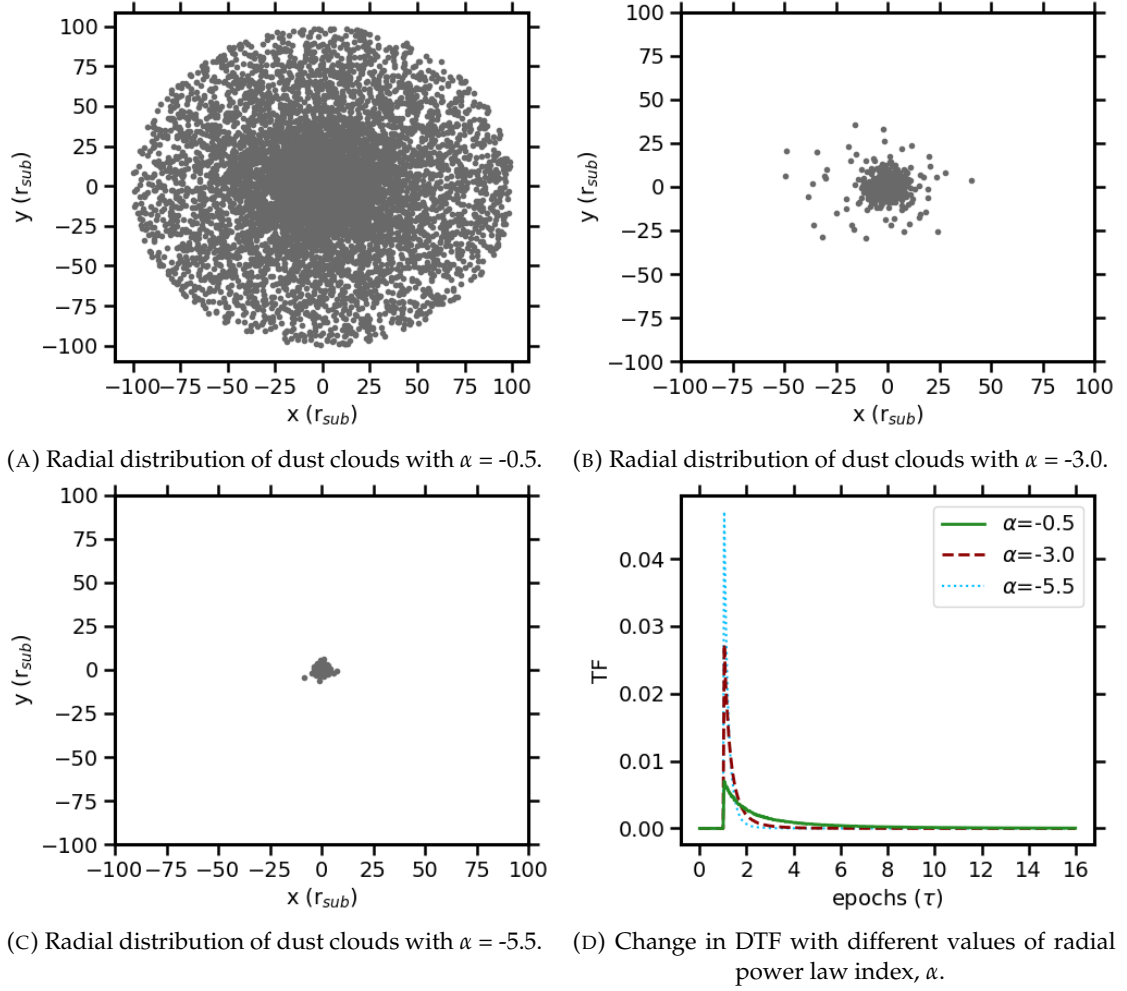 100
75
50
25
0
−25
−50
−75
−100
y (r_sub)
−100 −75 −50 −25 0 25 50 75 100
x (r_sub)
(A) Radial distribution of dust clouds with α = -0.5.
100
75
50
25
0
−25
−50
−75
−100
y (r_sub)
−100 −75 −50 −25 0 25 50 75 100
x (r_sub)
(B) Radial distribution of dust clouds with α = -3.0.
100
75
50
25
0
−25
−50
−75
−100
y (r_sub)
−100 −75 −50 −25 0 25 50 75 100
x (r_sub)
(C) Radial distribution of dust clouds with α = -5.5.
α=-0.5
α=-3.0
α=-5.5
0.04
0.03
0.02
0.01
0.00
TF
0 2 4 6 8 10 12 14 16
epochs (τ)
(D) Change in DTF with different values of radial
power law index, α.